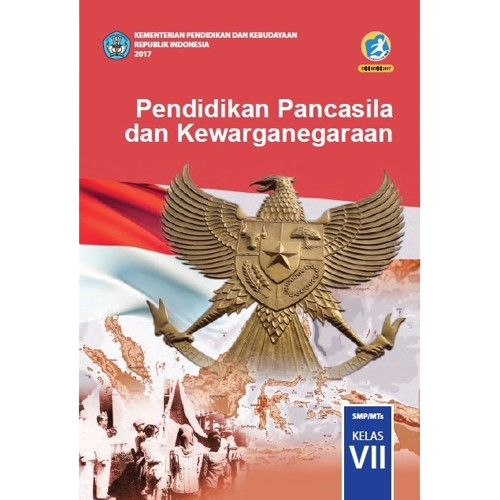 KEMENTERIAN PENDIDIKAN DAN KEBUDAYAAN
REPUBLIK INDONESIA
2017
Pendidikan Pancasila
dan Kewarganegaraan
SMP/MTs
KELAS
VII